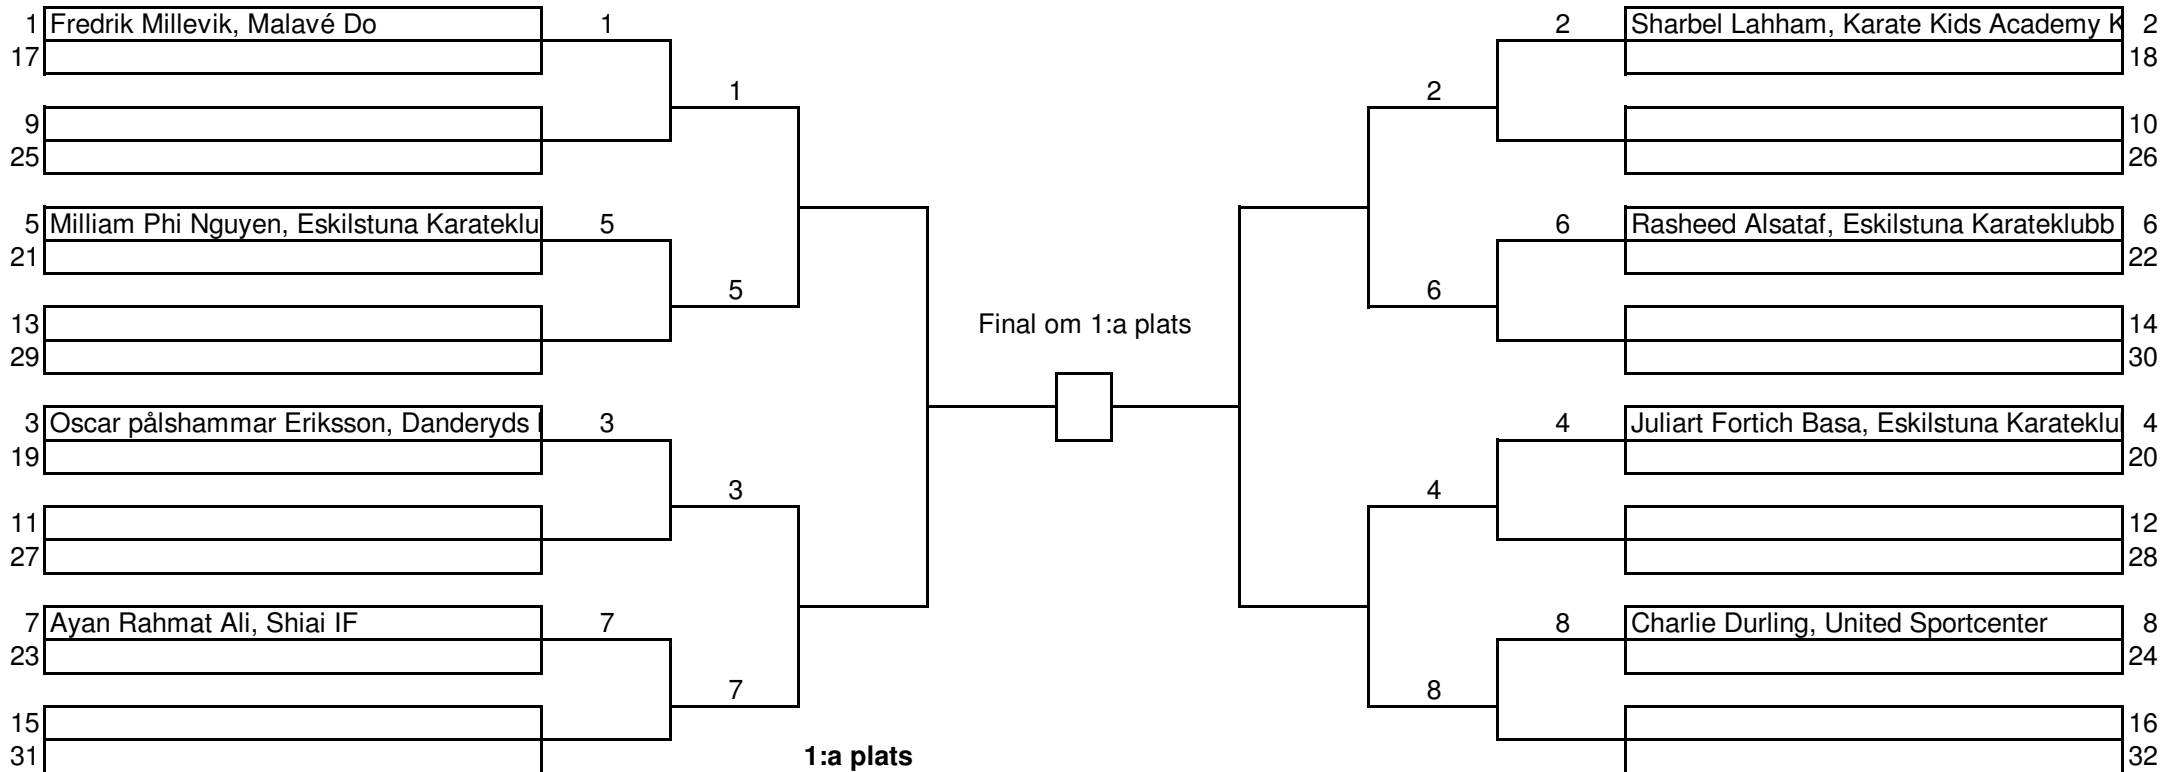 1 Fredrik Millevik, Malavé Do 1 2 Sharbel Lahham, Karate Kids Academy K 2
17 18
1 2
9 10
25 26
5 Milliam Phi Nguyen, Eskilstuna Karateklu 5 6 Rasheed Alsataf, Eskilstuna Karateklubb 6
21 22
5 6
13 Final om 1:a plats 14
29 30
3 Oscar pålshammar Eriksson, Danderyds 3 4 Juliart Fortich Basa, Eskilstuna Karateklu 4
19 20
3 4
11 12
27 28
7 Ayan Rahmat Ali, Shiai IF 7 8 Charlie Durling, United Sportcenter 8
23 24
7 8
15 16
31 1:a plats 32